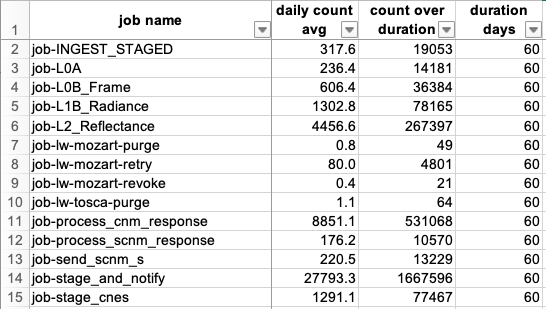 1 job name daily count avg count over duration duration days
2 job-INGEST_STAGED 317.6 19053 60
3 job-L0A 236.4 14181 60
4 job-L0B_Frame 606.4 36384 60
5 job-L1B_Radiance 1302.8 78165 60
6 job-L2_Reflectance 4456.6 267397 60
7 job-lw-mozart-purge 0.8 49 60
8 job-lw-mozart-retry 80.0 4801 60
9 job-lw-mozart-revoke 0.4 21 60
10 job-lw-tosca-purge 1.1 64 60
11 job-process_cnm_response 8851.1 531068 60
12 job-process_scnm_response 176.2 10570 60
13 job-send_scnm_s 220.5 13229 60
14 job-stage_and_notify 27793.3 1667596 60
15 job-stage_cnes 1291.1 77467 60